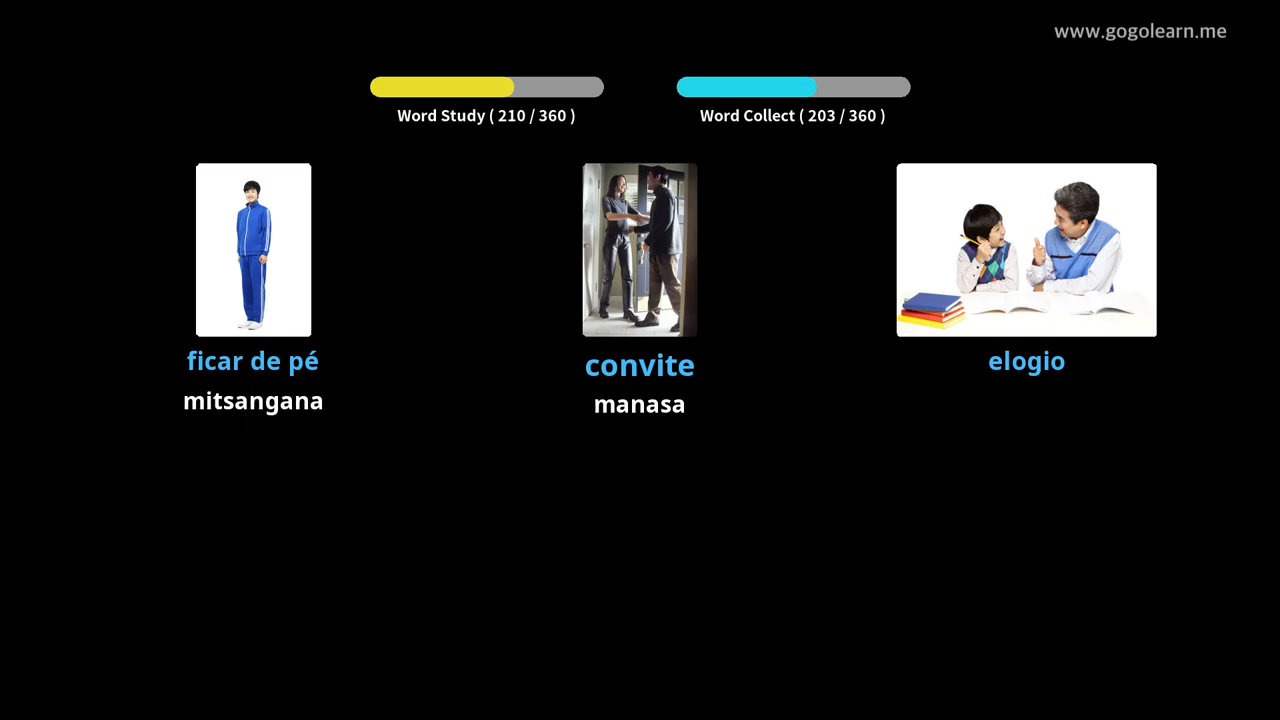 www.gogolearn.me
Word Study ( 210 / 360 )
Word Collect ( 203 / 360 )
ficar de pé
mitsangana
convite
manasa
elogio